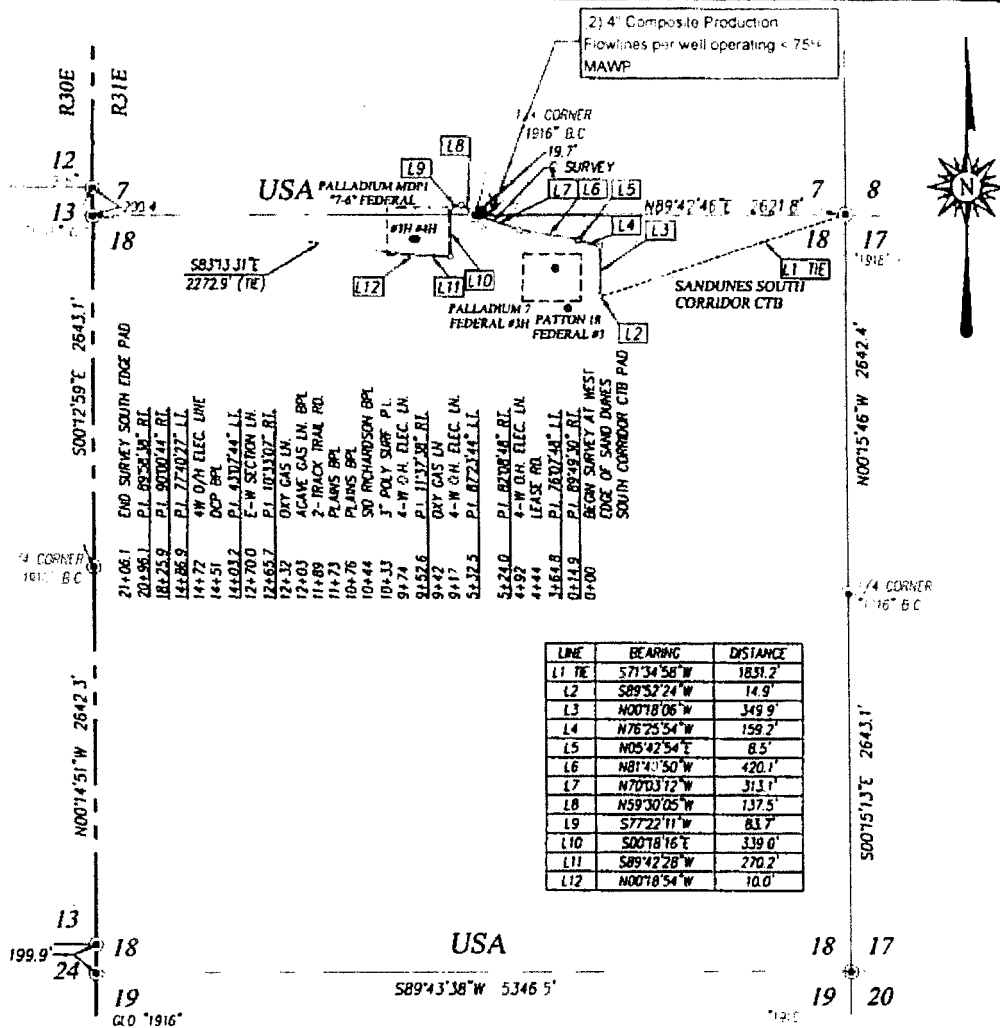 2) 4" Composite Production
Flowlines per well operating < 75%
MAWP
R30E
R31E
1/4 CORNER
"1916" B.C.
19.7'
℄ SURVEY
L8
L9
L7
L6
L5
L4
L3
12
7
13
18
USA
PALLADIUM MDP1
"7-6" FEDERAL
#3H #4H
N89°42'46"E 2621.8'
7
8
18
17
L1 TIE
S83°13'31"E
2272.9' (TIE)
L12
L11
L10
PALLADIUM 7
FEDERAL #3H
PATTON 18
FEDERAL #3
L2
SANDUNES SOUTH
CORRIDOR CTB
S00°12'59"E 2643.1'
N00°15'46"W 2642.4'
21+06.1 END SURVEY SOUTH EDGE PAD
20+96.1 P.I. 89°58'38" RT.
18+25.9 P.I. 90°00'44" RT.
14+86.9 P.I. 77°40'27" LT.
14+72 4W O/H ELEC. LINE
14+51 DCP BPL
14+03.2 P.I. 43°07'44" LT.
12+70.0 E-W SECTION LN.
12+65.7 P.I. 10°33'07" RT.
12+32 OXY GAS LN.
12+03 AGAVE GAS LN. BPL
11+89 2-TRACK TRAIL RD.
11+73 PLAINS BPL
10+76 PLAINS BPL
10+44 SID RICHARDSON BPL
10+33 3" POLY SURF P.L.
9+74 4-W O.H. ELEC. LN.
9+52.6 P.I. 11°37'38" RT.
9+42 OXY GAS LN
9+17 4-W O.H. ELEC. LN.
5+32.5 P.I. 87°23'44" LT.
5+24.0 P.I. 82°08'48" RT.
4+92 4-W O.H. ELEC. LN.
4+44 LEASE RD.
3+64.8 P.I. 76°07'48" LT.
0+14.9 P.I. 89°49'30" RT.
0+00 BEGIN SURVEY AT WEST
EDGE OF SAND DUNES
SOUTH CORRIDOR CTB PAD
1/4 CORNER
B.C.
1/4 CORNER
"1916" B.C.
LINE BEARING DISTANCE
L1 TIE S71°34'58"W 1831.2'
L2 S89°52'24"W 14.9'
L3 N00°18'06"W 349.9'
L4 N76°25'54"W 159.2'
L5 N05°42'54"E 8.5'
L6 N81°40'50"W 420.1'
L7 N70°03'12"W 313.1'
L8 N59°30'05"W 137.5'
L9 S77°22'11"W 83.7'
L10 S00°18'16"E 339.0'
L11 S89°42'28"W 270.2'
L12 N00°18'54"W 10.0'
N00°14'51"W 2642.3'
S00°15'13"E 2643.1'
13
18
199.9'
24
19
GLO "1916"
USA
S89°43'38"W 5346.5'
18
17
19
20
N